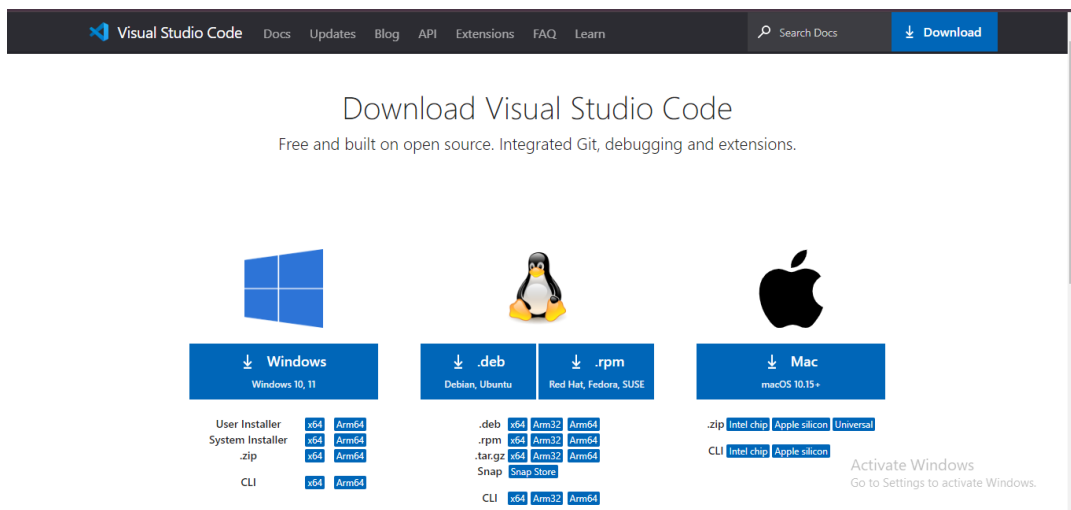 Visual Studio Code Docs Updates Blog API Extensions FAQ Learn Search Docs Download
Download Visual Studio Code
Free and built on open source. Integrated Git, debugging and extensions.
Windows
Windows 10, 11
User Installer x64 Arm64
System Installer x64 Arm64
.zip x64 Arm64
CLI x64 Arm64
.deb
Debian, Ubuntu
.rpm
Red Hat, Fedora, SUSE
.deb x64 Arm32 Arm64
.rpm x64 Arm32 Arm64
.tar.gz x64 Arm32 Arm64
Snap Snap Store
CLI x64 Arm32 Arm64
Mac
macOS 10.15+
.zip Intel chip Apple silicon Universal
CLI Intel chip Apple silicon
Activate Windows
Go to Settings to activate Windows.